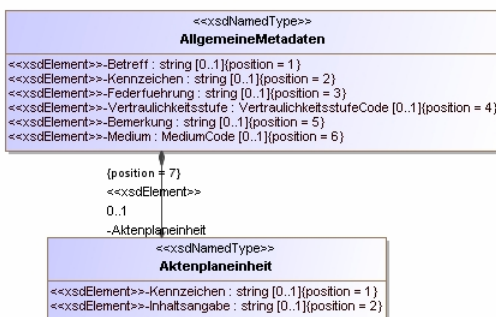 <<xsdNamedType>>
AllgemeineMetadaten
<<xsdElement>>-Betreff : string [0..1]{position = 1}
<<xsdElement>>-Kennzeichen : string [0..1]{position = 2}
<<xsdElement>>-Federfuehrung : string [0..1]{position = 3}
<<xsdElement>>-Vertraulichkeitsstufe : VertraulichkeitsstufeCode [0..1]{position = 4}
<<xsdElement>>-Bemerkung : string [0..1]{position = 5}
<<xsdElement>>-Medium : MediumCode [0..1]{position = 6}
{position = 7}
<<xsdElement>>
0..1
-Aktenplaneinheit
<<xsdNamedType>>
Aktenplaneinheit
<<xsdElement>>-Kennzeichen : string [0..1]{position = 1}
<<xsdElement>>-Inhaltsangabe : string [0..1]{position = 2}